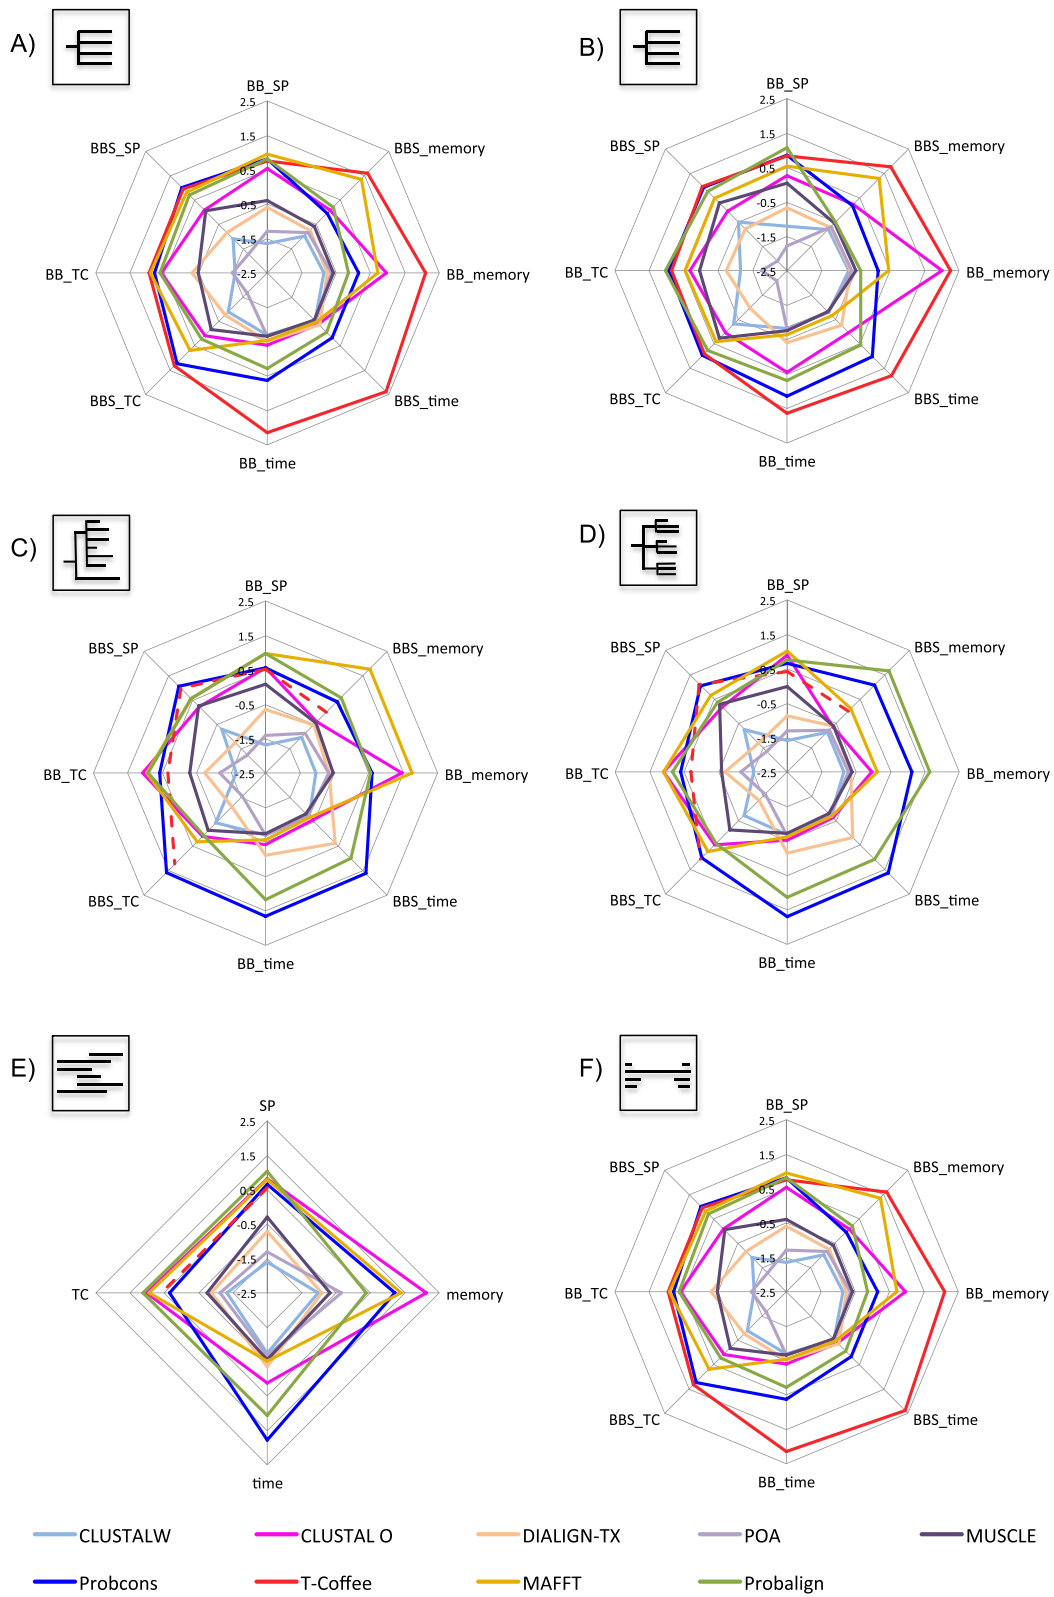 A)
B)
BB_SP
2.5
BBS_SP
1.5
BBS_memory
0.5
-0.5
-1.5
BB_TC
-2.5
BB_memory
BBS_TC
BBS_time
BB_time
BB_SP
2.5
BBS_SP
1.5
BBS_memory
0.5
-0.5
-1.5
BB_TC
-2.5
BB_memory
BBS_TC
BBS_time
BB_time
C)
D)
BB_SP
2.5
BBS_SP
1.5
BBS_memory
0.5
-0.5
-1.5
BB_TC
-2.5
BB_memory
BBS_TC
BBS_time
BB_time
BB_SP
2.5
BBS_SP
1.5
BBS_memory
0.5
-0.5
-1.5
BB_TC
-2.5
BB_memory
BBS_TC
BBS_time
BB_time
E)
F)
SP
2.5
1.5
0.5
-0.5
-1.5
TC
-2.5
memory
time
BB_SP
2.5
BBS_SP
1.5
BBS_memory
0.5
-0.5
-1.5
BB_TC
-2.5
BB_memory
BBS_TC
BBS_time
BB_time
CLUSTALW
CLUSTAL O
DIALIGN-TX
POA
MUSCLE
Probcons
T-Coffee
MAFFT
Probalign